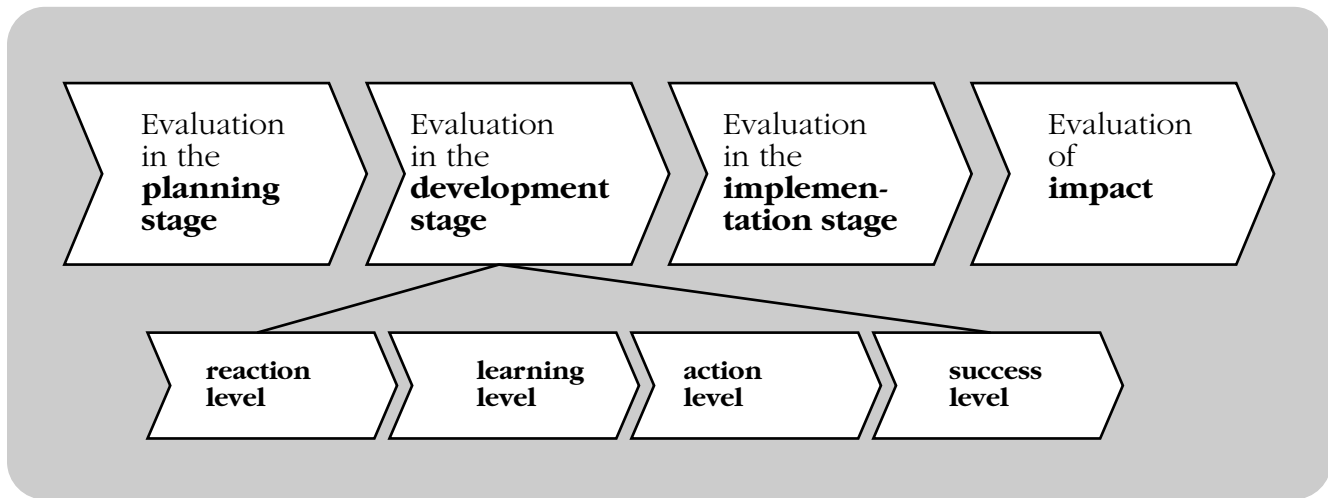 Evaluation
in the
planning
stage
Evaluation
in the
development
stage
Evaluation
in the
implemen-
tation stage
Evaluation
of
impact
reaction
level
learning
level
action
level
success
level